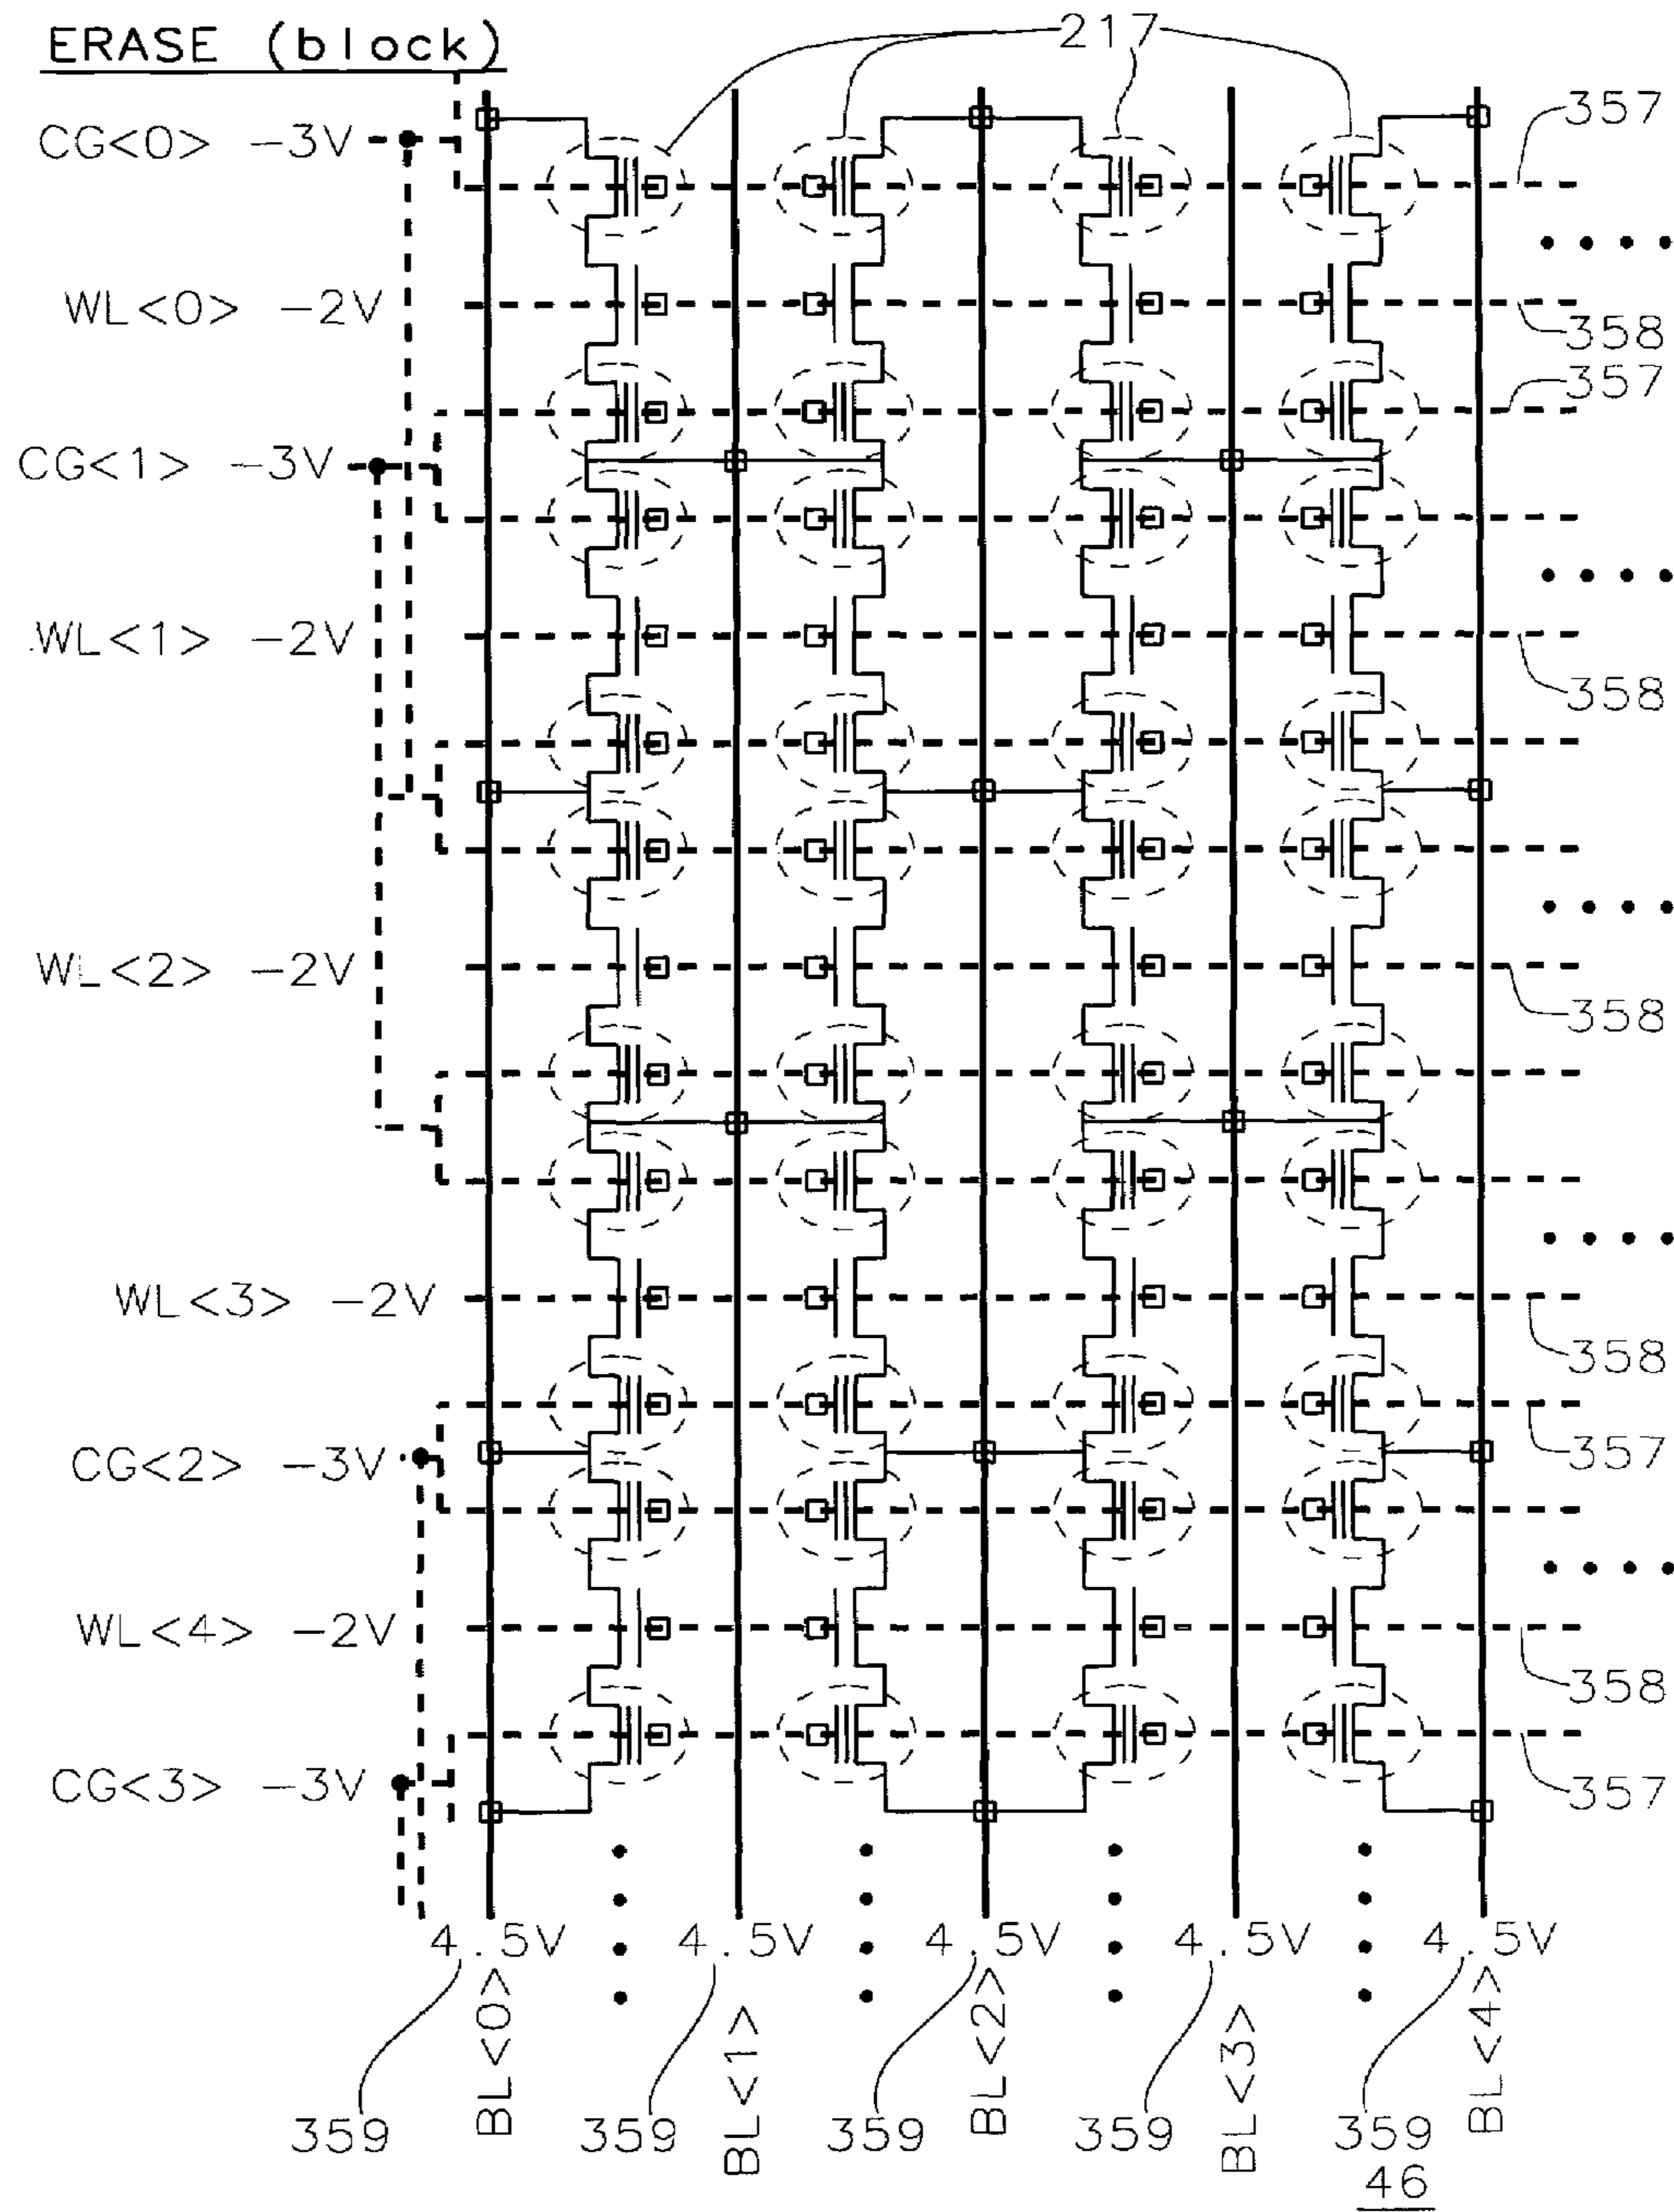 ERASE (block)
217
CG<0> -3V
357
WL<0> -2V
358
357
CG<1> -3V
WL<1> -2V
358
WL<2> -2V
358
WL<3> -2V
358
CG<2> -3V
357
WL<4> -2V
358
CG<3> -3V
357
4.5V 4.5V 4.5V 4.5V 4.5V
BL<0>
BL<1>
BL<2>
BL<3>
BL<4>
359 359 359 359 359
46